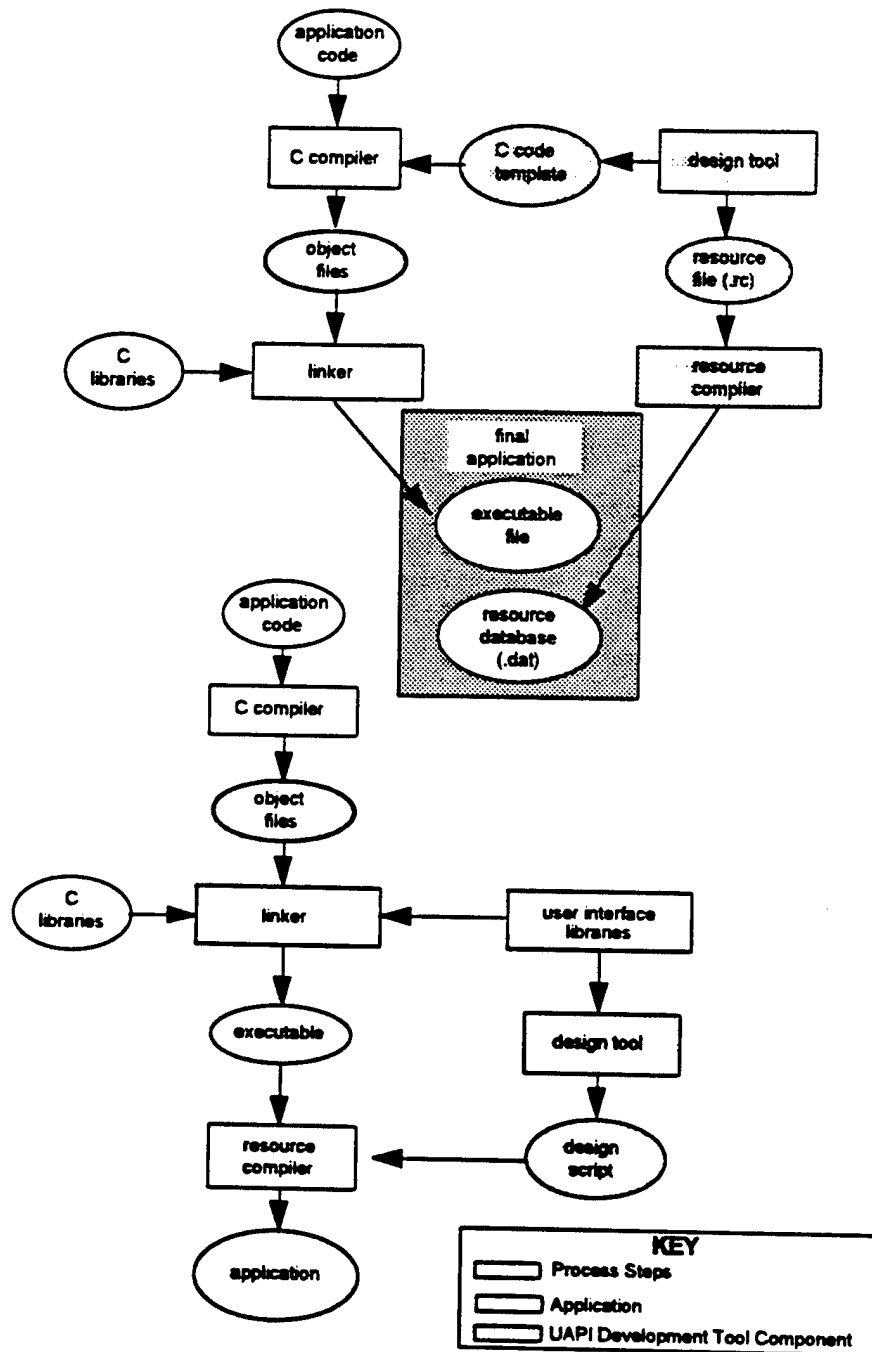 application
code
C compiler
C code
template
design tool
object
files
resource
file (.rc)
C
libraries
linker
resource
compiler
final
application
executable
file
resource
database
(.dat)
application
code
C compiler
object
files
C
libraries
linker
user interface
libranes
executable
design tool
resource
compiler
design
script
application
KEY
Process Steps
Application
UAPI Development Tool Component